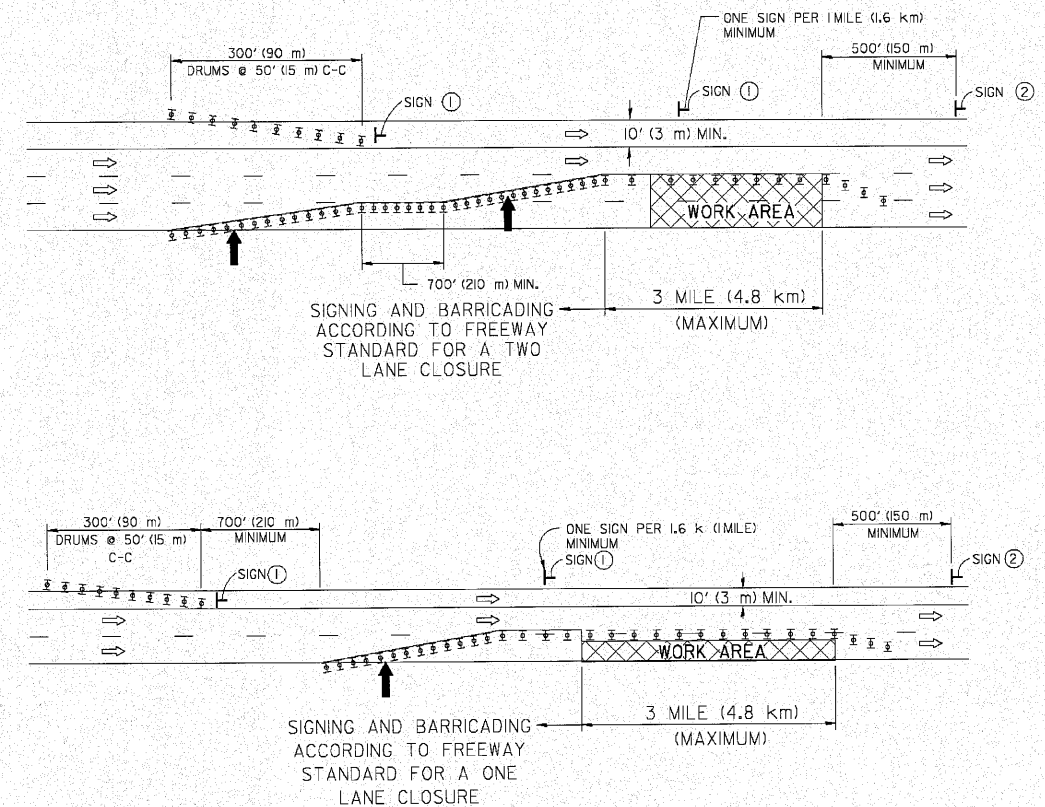 ONE SIGN PER 1 MILE (1.6 km)
MINIMUM
300' (90 m)
DRUMS @ 50' (15 m) C-C
SIGN 1
SIGN 1
500' (150 m)
MINIMUM
SIGN 2
10' (3 m) MIN.
WORK AREA
700' (210 m) MIN.
3 MILE (4.8 km)
(MAXIMUM)
SIGNING AND BARRICADING
ACCORDING TO FREEWAY
STANDARD FOR A TWO
LANE CLOSURE
300' (90 m)
DRUMS @ 50' (15 m)
C-C
700' (210 m)
MINIMUM
SIGN 1
ONE SIGN PER 1.6 k (1 MILE)
MINIMUM
SIGN 1
500' (150 m)
MINIMUM
SIGN 2
10' (3 m) MIN.
WORK AREA
3 MILE (4.8 km)
(MAXIMUM)
SIGNING AND BARRICADING
ACCORDING TO FREEWAY
STANDARD FOR A ONE
LANE CLOSURE